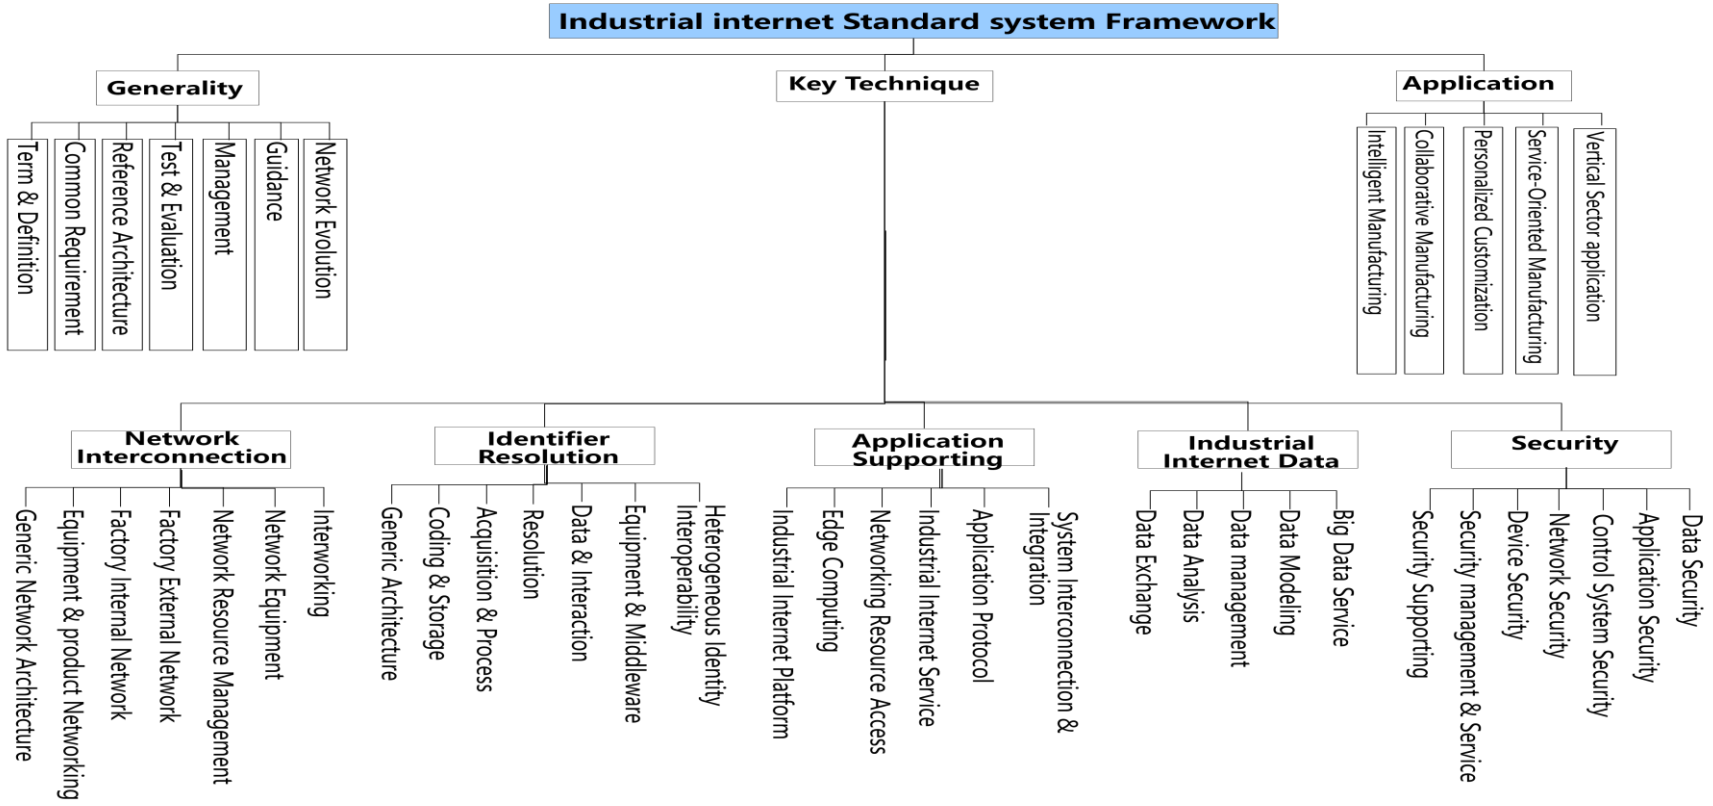 Industrial internet Standard system Framework
Generality
Key Technique
Application
Term & Definition
Common Requirement
Reference Architecture
Test & Evaluation
Management
Guidance
Network Evolution
Intelligent Manufacturing
Collaborative Manufacturing
Personalized Customization
Service-Oriented Manufacturing
Vertical Sector application
Network
Interconnection
Identifier
Resolution
Application
Supporting
Industrial
Internet Data
Security
Generic Network Architecture
Equipment & product Networking
Factory Internal Network
Factory External Network
Network Resource Management
Network Equipment
Interworking
Generic Architecture
Coding & Storage
Acquisition & Process
Resolution
Data & Interaction
Equipment & Middleware
Heterogeneous Identity
Interoperability
Industrial Internet Platform
Edge Computing
Networking Resource Access
Industrial Internet Service
Application Protocol
System Interconnection &
Integration
Data Exchange
Data Analysis
Data management
Data Modeling
Big Data Service
Security Supporting
Security management & Service
Device Security
Network Security
Control System Security
Application Security
Data Security